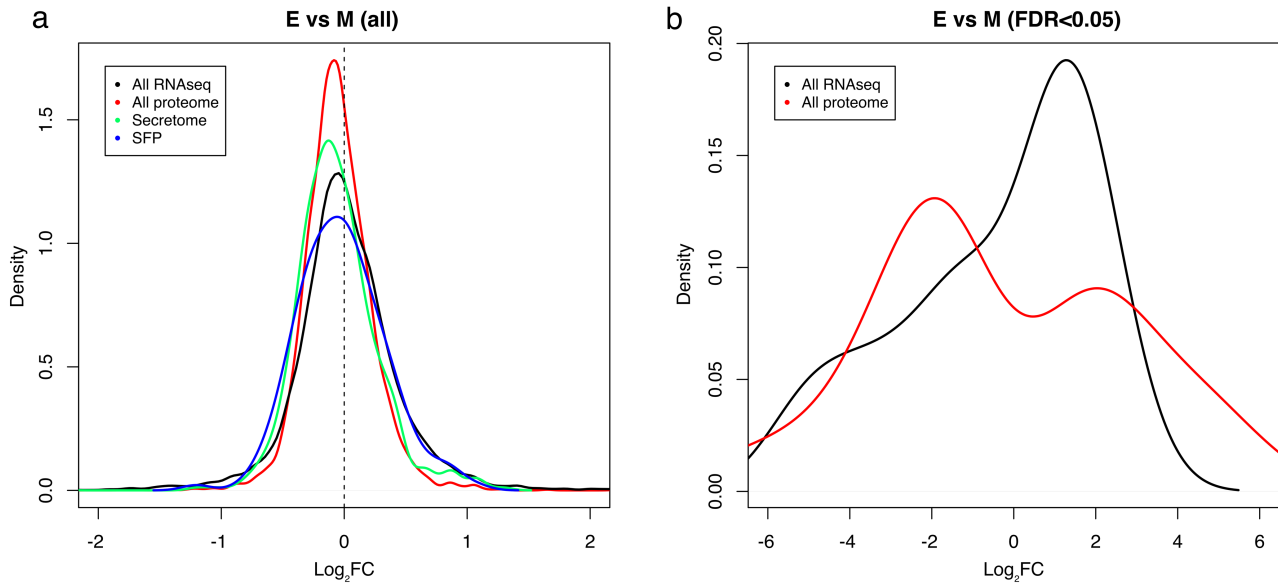 a
E vs M (all)
All RNAseq
All proteome
Secretome
SFP
Density
0.0
0.5
1.0
1.5
-2
-1
0
1
2
Log₂FC
b
E vs M (FDR<0.05)
All RNAseq
All proteome
Density
0.00
0.05
0.10
0.15
0.20
-6
-4
-2
0
2
4
6
Log₂FC